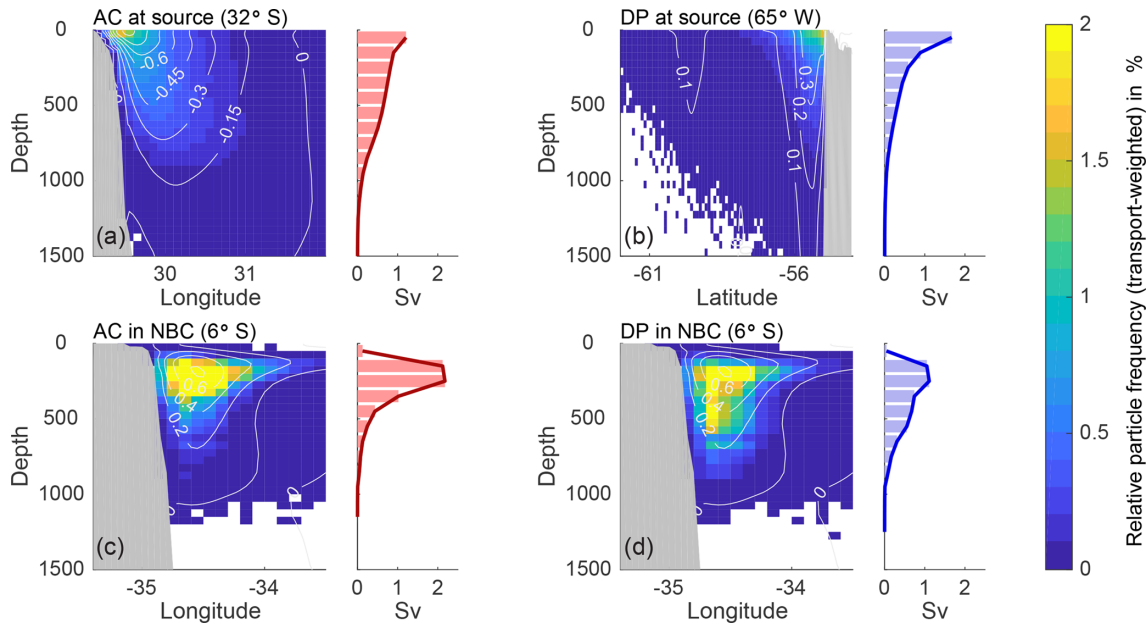 AC at source (32° S)
0
500
1000
1500
Depth
-0.6
-0.45
-0.3
-0.15
0
(a)
30
31
Longitude
0
1
2
Sv
DP at source (65° W)
0
500
1000
1500
Depth
0.1
0.3
0.2
0.1
(b)
-61
-56
Latitude
0
1
2
Sv
AC in NBC (6° S)
0
500
1000
1500
Depth
0.6
0.4
0.2
0
(c)
-35
-34
Longitude
0
1
2
Sv
DP in NBC (6° S)
0
500
1000
1500
Depth
0.6
0.4
0.2
0
(d)
-35
-34
Longitude
0
1
2
Sv
2
1.5
1
0.5
0
Relative particle frequency (transport-weighted) in %